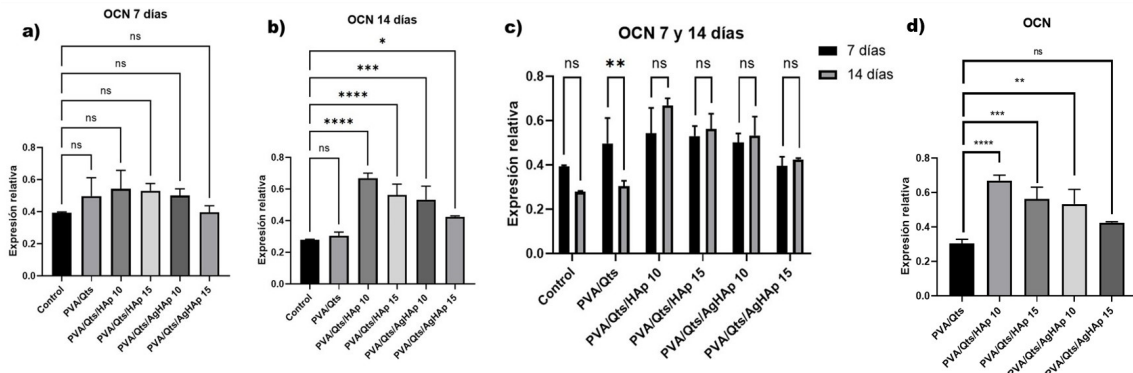 a)
OCN 7 días
ns
ns
ns
ns
ns
Expresión relativa
0.8
0.6
0.4
0.2
0.0
Control
PVA/Qts
PVA/Qts/HAp 10
PVA/Qts/HAp 15
PVA/Qts/AgHAp 10
PVA/Qts/AgHAp 15
b)
OCN 14 días
*
***
****
****
ns
Expresión relativa
0.8
0.6
0.4
0.2
0.0
Control
PVA/Qts
PVA/Qts/HAp 10
PVA/Qts/HAp 15
PVA/Qts/AgHAp 10
PVA/Qts/AgHAp 15
c)
OCN 7 y 14 días
7 días
14 días
ns
**
ns
ns
ns
ns
Expresión relativa
0.8
0.6
0.4
0.2
0.0
Control
PVA/Qts
PVA/Qts/HAp 10
PVA/Qts/HAp 15
PVA/Qts/AgHAp 10
PVA/Qts/AgHAp 15
d)
OCN
ns
**
***
****
Expresión relativa
0.8
0.6
0.4
0.2
0.0
PVA/Qts
PVA/Qts/HAp 10
PVA/Qts/HAp 15
PVA/Qts/AgHAp 10
PVA/Qts/AgHAp 15